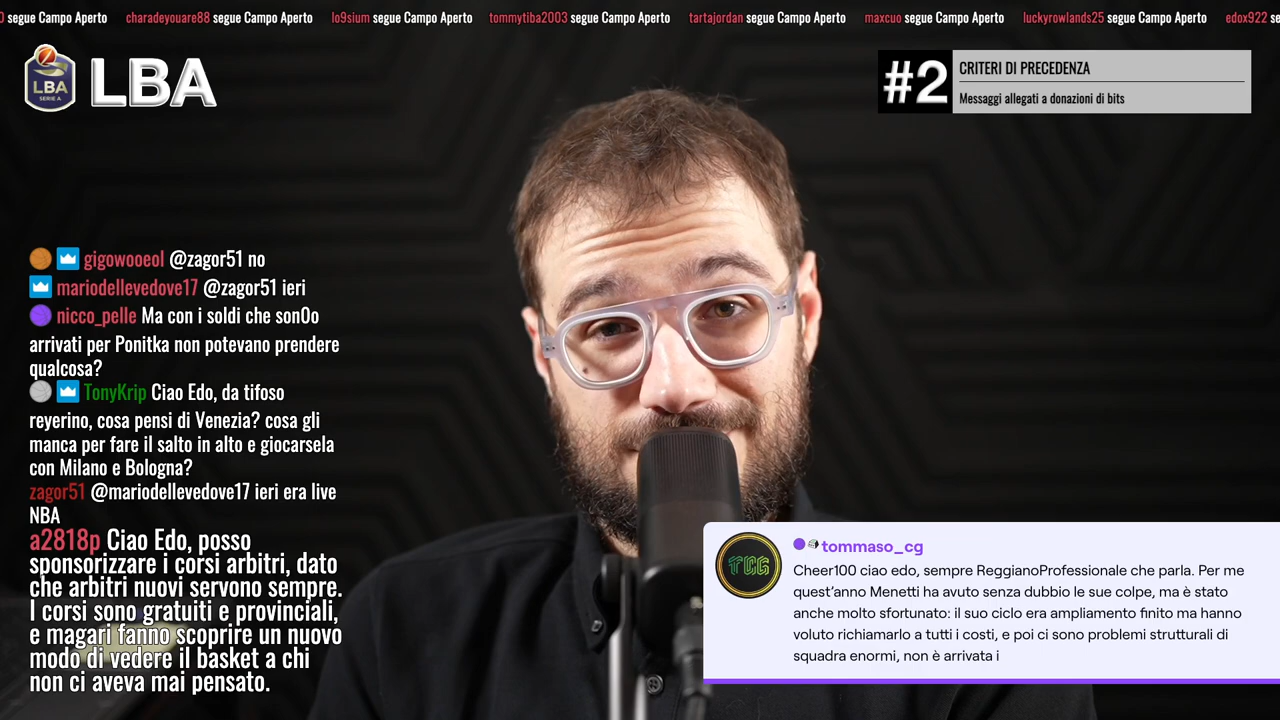 segue Campo Aperto charadeyouare88 segue Campo Aperto lo9sium segue Campo Aperto tommytiba2003 segue Campo Aperto tartajordan segue Campo Aperto maxcuo segue Campo Aperto luckyrowlands25 segue Campo Aperto edox922 se
LBA
SERIE A
LBA
#2
CRITERI DI PRECEDENZA
Messaggi allegati a donazioni di bits
gigowooeol @zagor51 no
mariodellevedove17 @zagor51 ieri
nicco_pelle Ma con i soldi che son0o
arrivati per Ponitka non potevano prendere
qualcosa?
TonyKrip Ciao Edo, da tifoso
reyerino, cosa pensi di Venezia? cosa gli
manca per fare il salto in alto e giocarsela
con Milano e Bologna?
zagor51 @mariodellevedove17 ieri era live
NBA
a2818p Ciao Edo, posso
sponsorizzare i corsi arbitri, dato
che arbitri nuovi servono sempre.
I corsi sono gratuiti e provinciali,
e magari fanno scoprire un nuovo
modo di vedere il basket a chi
non ci aveva mai pensato.
TCG
tommaso_cg
Cheer100 ciao edo, sempre ReggianoProfessionale che parla. Per me
quest'anno Menetti ha avuto senza dubbio le sue colpe, ma è stato
anche molto sfortunato: il suo ciclo era ampliamento finito ma hanno
voluto richiamarlo a tutti i costi, e poi ci sono problemi strutturali di
squadra enormi, non è arrivata i